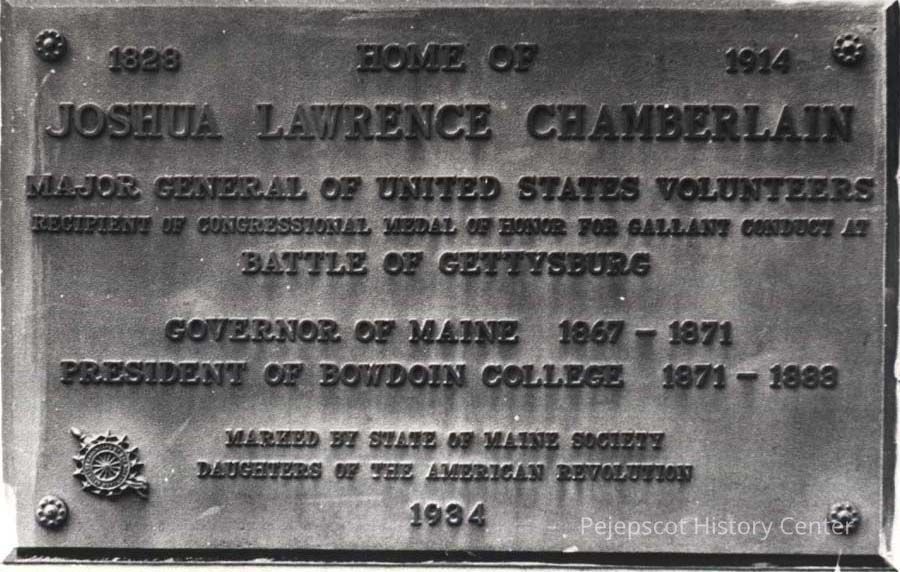 1828 HOME OF 1914
JOSHUA LAWRENCE CHAMBERLAIN
MAJOR GENERAL OF UNITED STATES VOLUNTEERS
RECIPIENT OF CONGRESSIONAL MEDAL OF HONOR FOR GALLANT CONDUCT AT
BATTLE OF GETTYSBURG
GOVERNOR OF MAINE 1867 – 1871
PRESIDENT OF BOWDOIN COLLEGE 1871 – 1883
MARKED BY STATE OF MAINE SOCIETY
DAUGHTERS OF THE AMERICAN REVOLUTION
1934
Pejepscot History Center